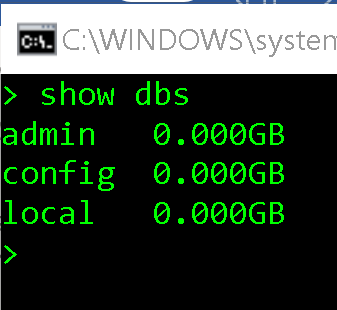 C:\WINDOWS\system
> show dbs
admin   0.000GB
config  0.000GB
local   0.000GB
>